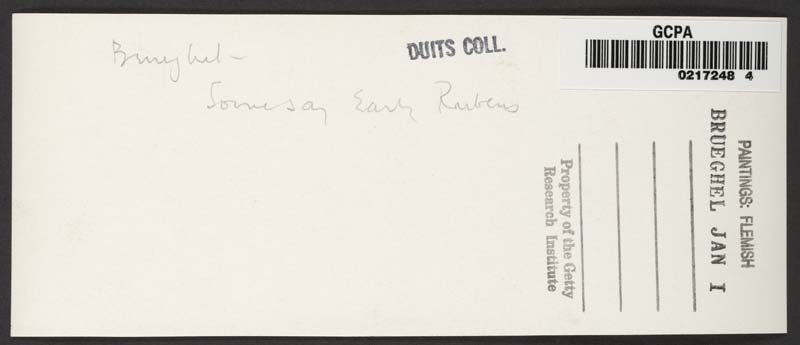 Brueghel -
Some say Early Rubens
DUITS COLL.
GCPA
0217248 4
PAINTINGS: FLEMISH
BRUEGHEL JAN I
Property of the Getty
Research Institute